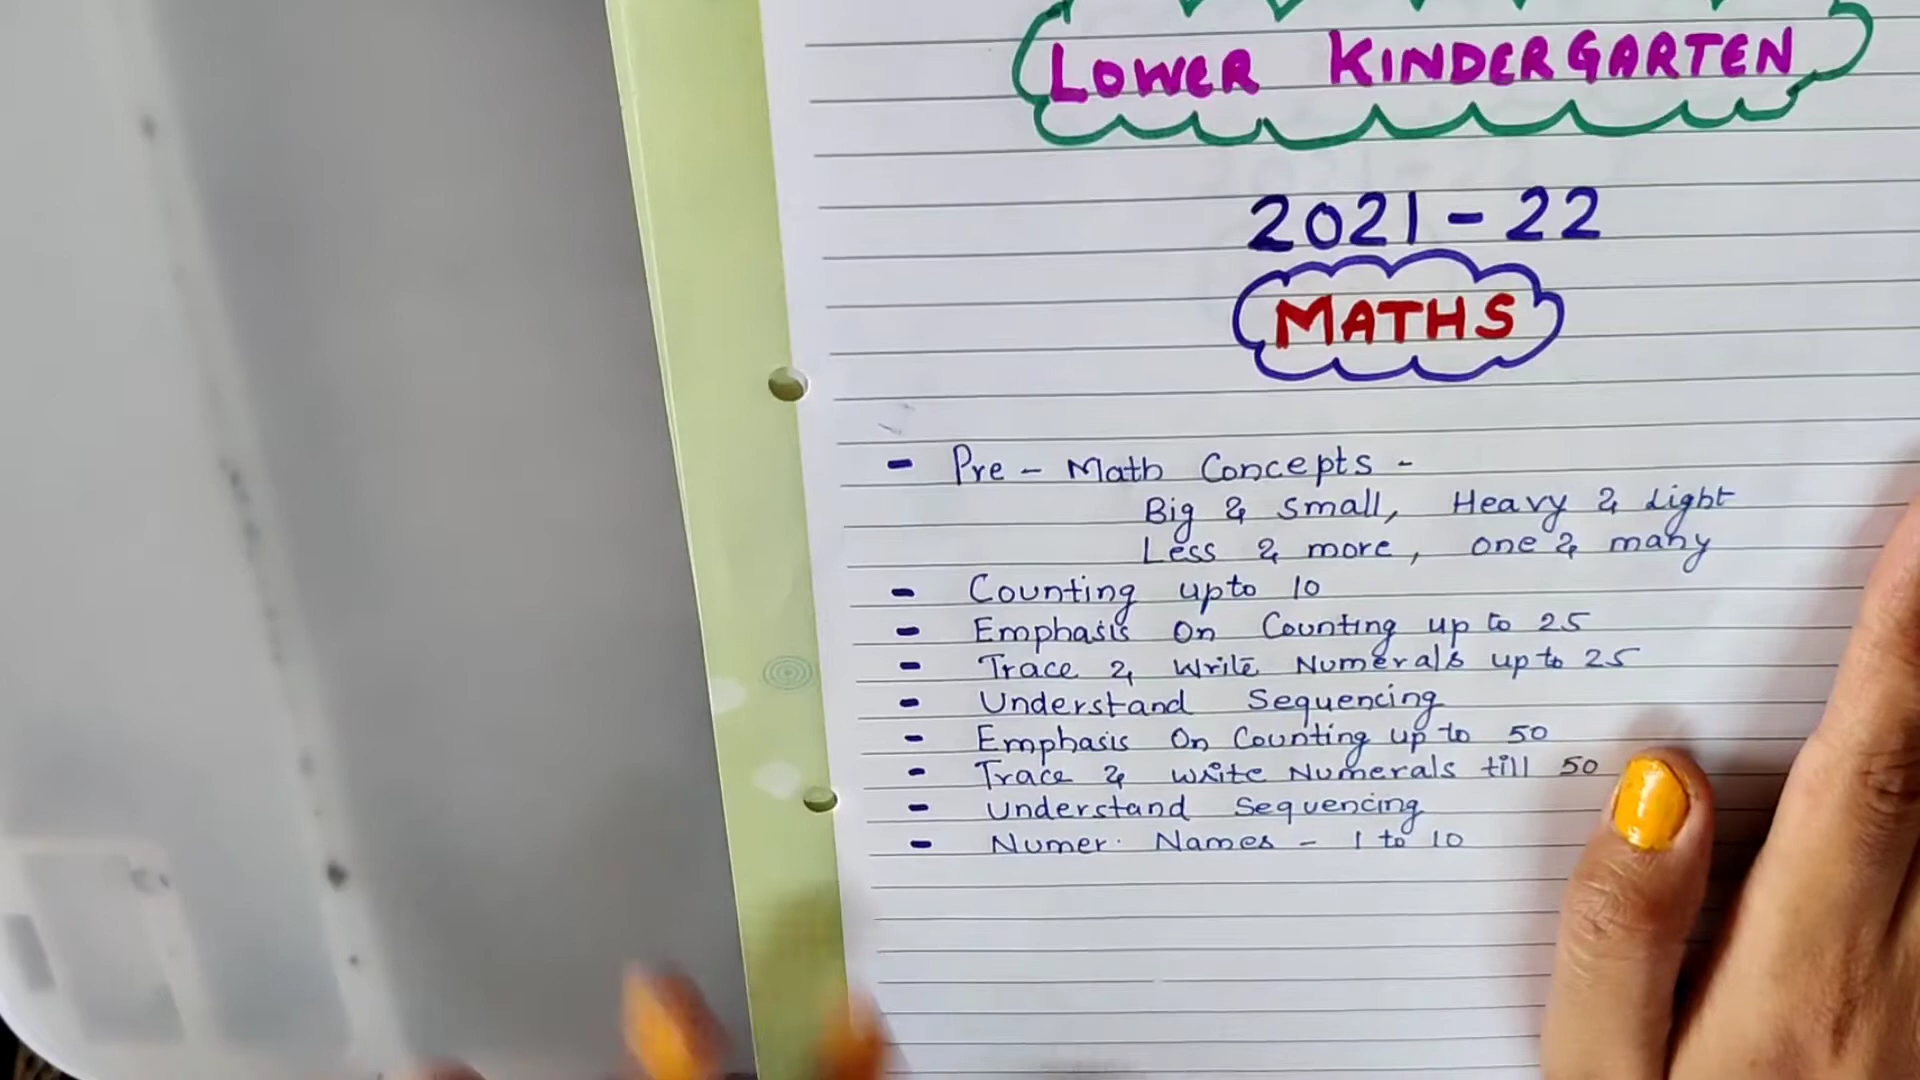 LOWER KINDERGARTEN
2021-22
MATHS
- Pre - Math Concepts -
Big & Small, Heavy & Light
Less & more, one & many
- Counting upto 10
- Emphasis On Counting up to 25
- Trace & Write Numerals up to 25
- Understand Sequencing
- Emphasis On Counting up to 50
- Trace & write Numerals till 50
- Understand Sequencing
- Numer. Names - 1 to 10